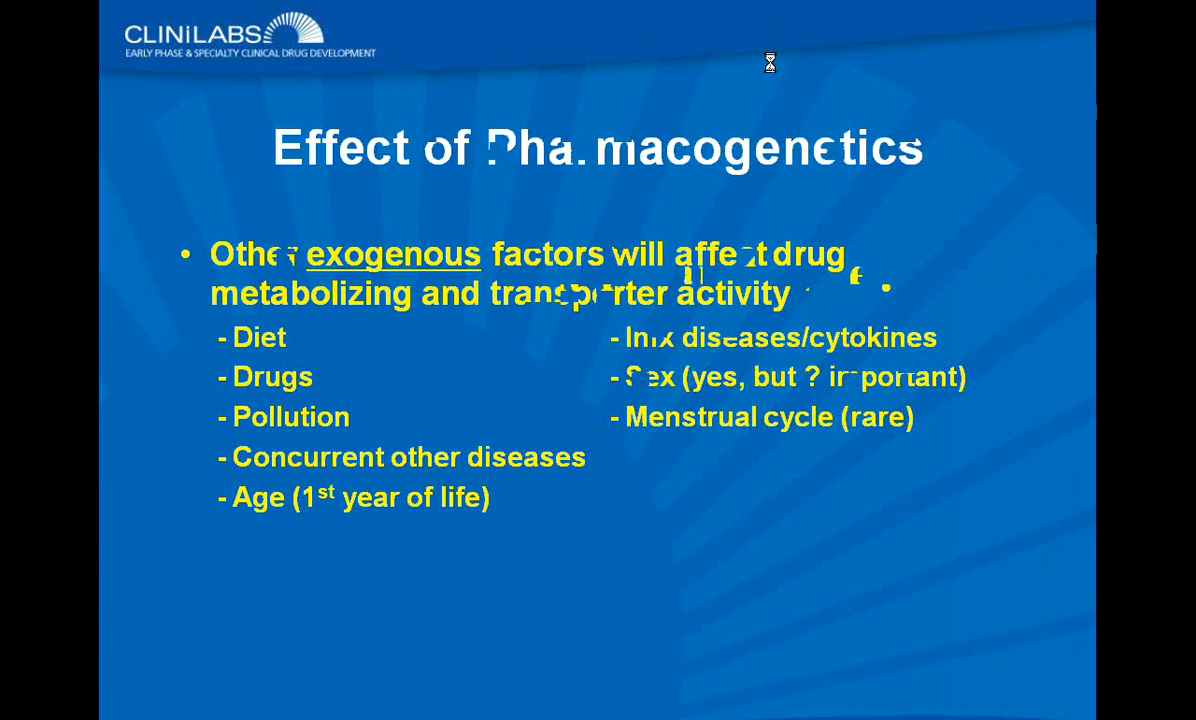 CLINiLABS
EARLY PHASE & SPECIALTY CLINICAL DRUG DEVELOPMENT
Effect of Pharmacogenetics
• Other exogenous factors will affect drug
metabolizing and transporter activity
- Diet
- Drugs
- Pollution
- Concurrent other diseases
- Age (1st year of life)
- diseases/cytokines
- Sex (yes, but ? important)
- Menstrual cycle (rare)